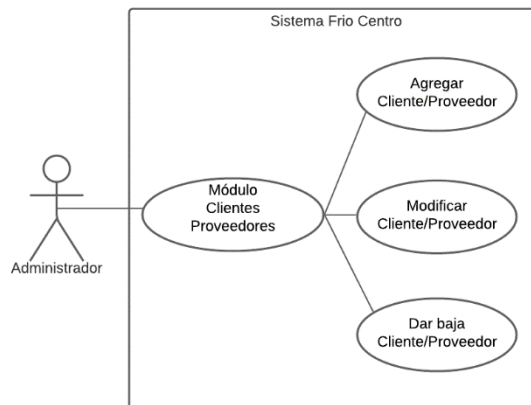 Sistema Frio Centro
Agregar
Cliente/Proveedor
Módulo
Clientes
Proveedores
Modificar
Cliente/Proveedor
Administrador
Dar baja
Cliente/Proveedor